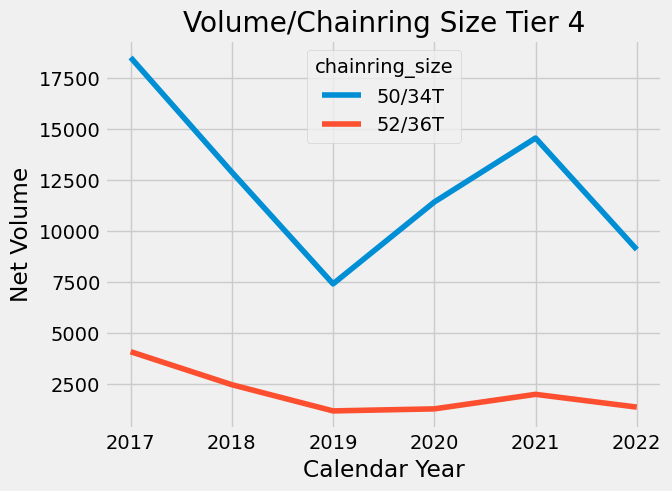 Volume/Chainring Size Tier 4
chainring_size
50/34T
52/36T
17500
15000
12500
10000
7500
5000
2500
Net Volume
2017 2018 2019 2020 2021 2022
Calendar Year